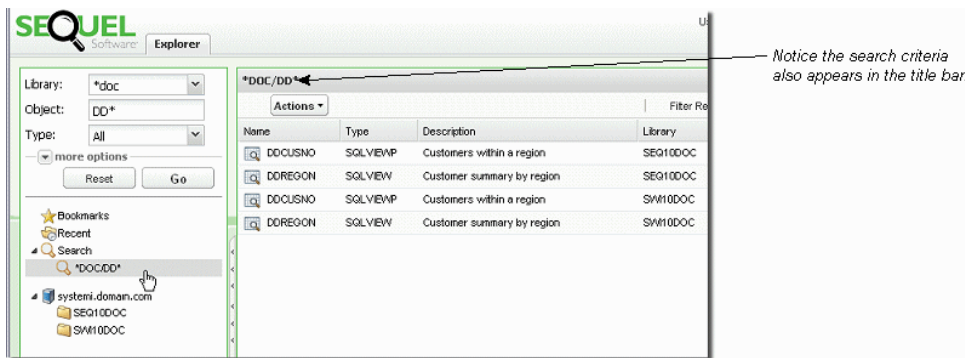 SEQUEL
Software
Explorer
Library: *doc
Object: DD*
Type: All
more options
Reset Go
Bookmarks
Recent
Search
*DOC/DD*
systemi.domain.com
SEQ10DOC
SW10DOC
*DOC/DD*
Actions
Filter Re
Name Type Description Library
DDCUSNO SQLVIEWP Customers within a region SEQ10DOC
DDREGON SQLVIEW Customer summary by region SEQ10DOC
DDCUSNO SQLVIEWP Customers within a region SW10DOC
DDREGON SQLVIEW Customer summary by region SW10DOC
Notice the search criteria
also appears in the title bar